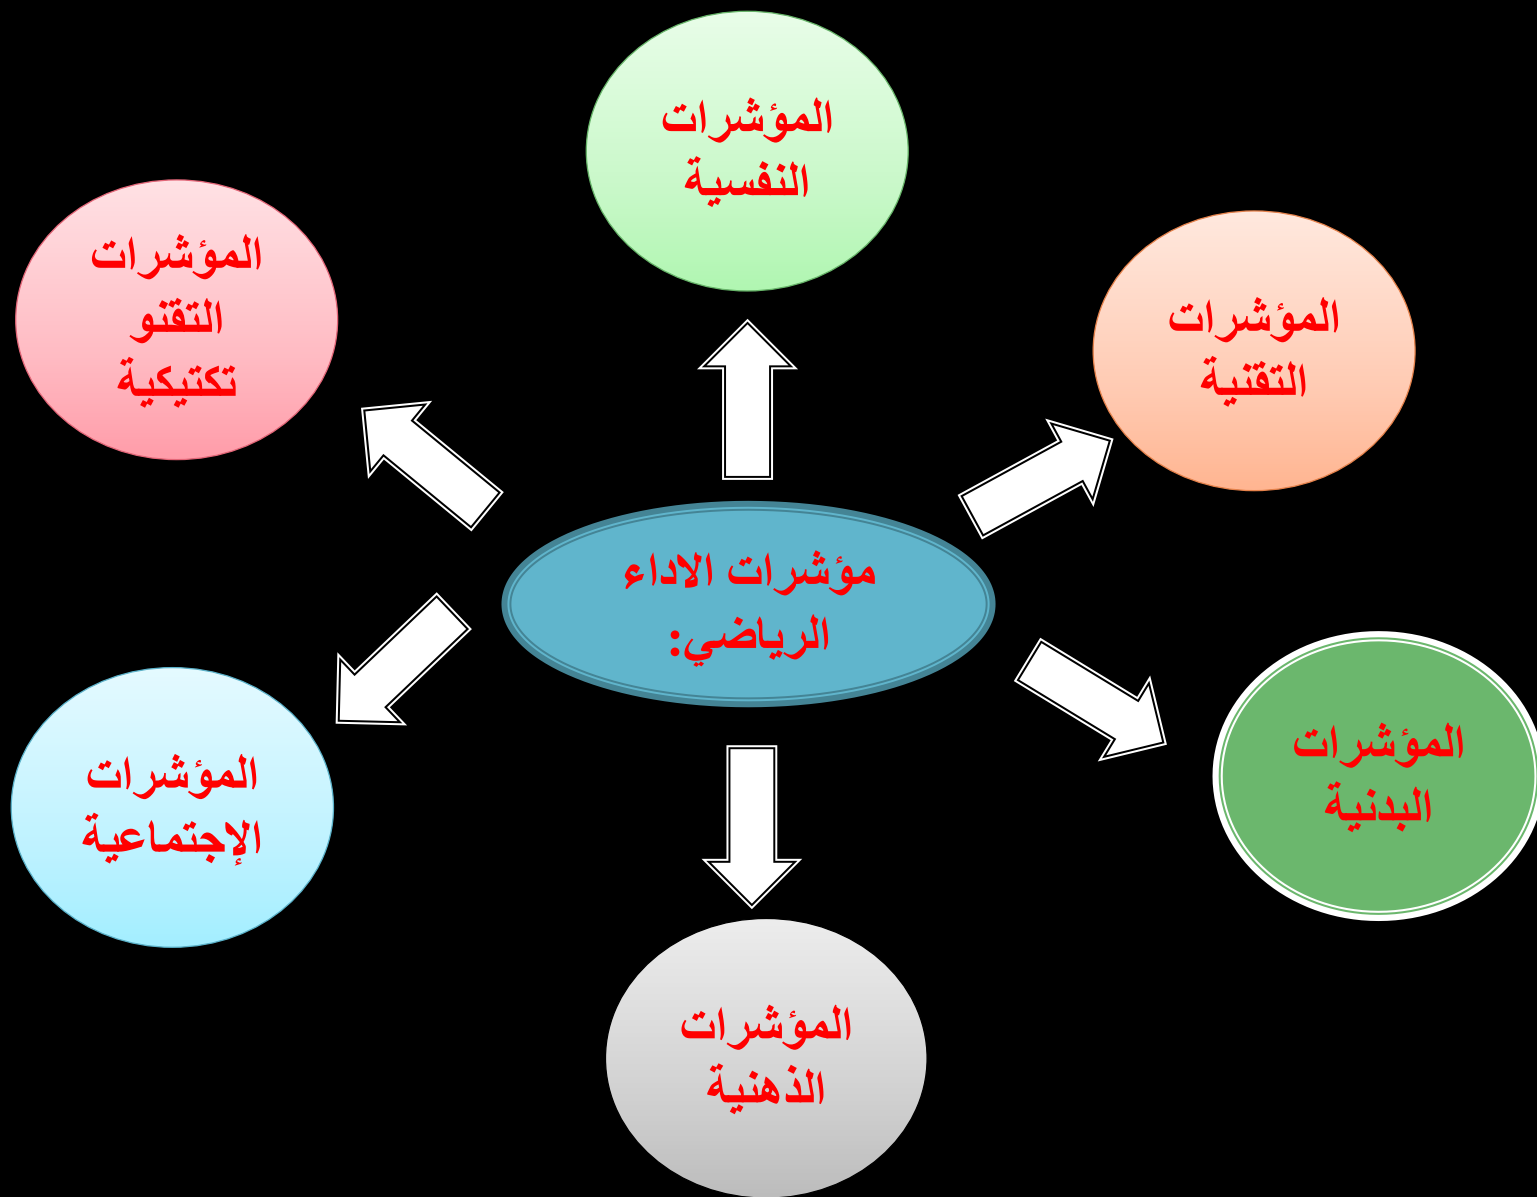 المؤشرات
النفسية
المؤشرات
التقنية
المؤشرات
التقنو
تكتيكية
مؤشرات الاداء
الرياضي:
المؤشرات
البدنية
المؤشرات
الإجتماعية
المؤشرات
الذهنية